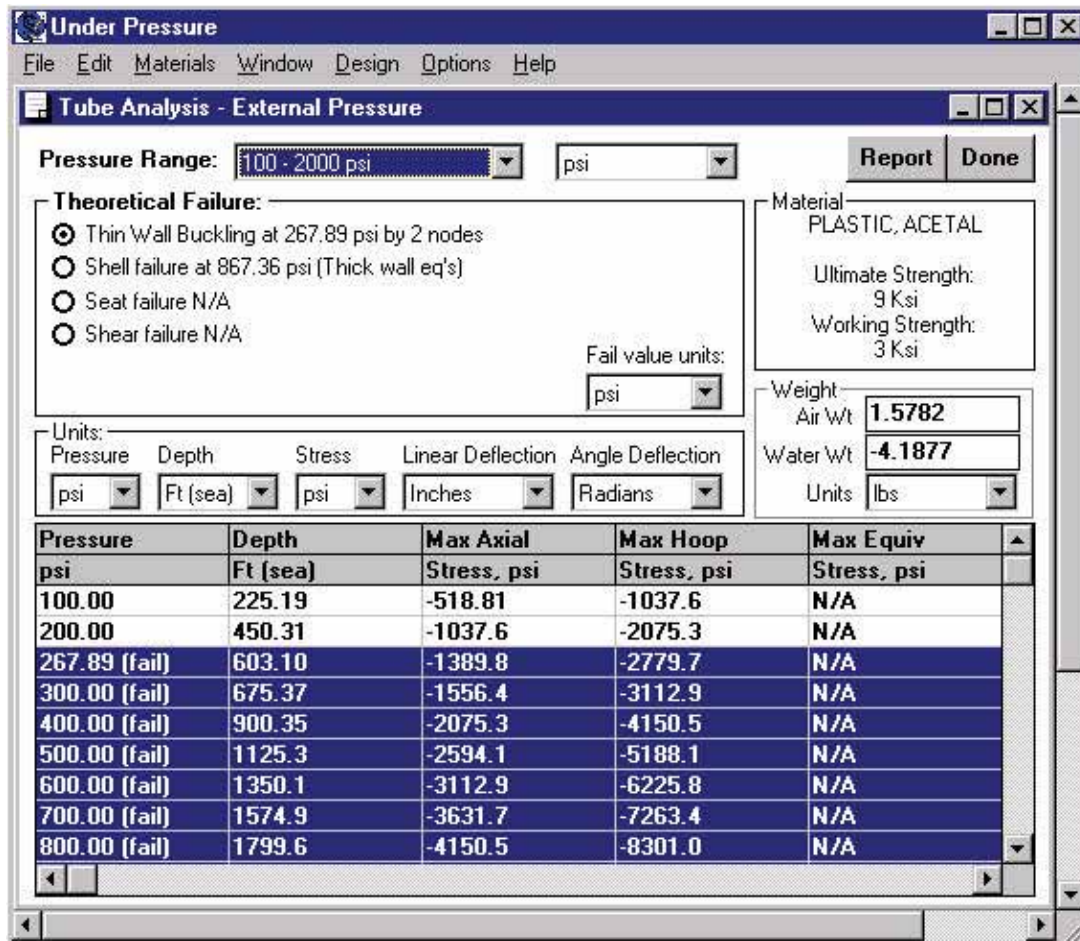 Under Pressure
File Edit Materials Window Design Options Help
Tube Analysis - External Pressure
Pressure Range: 100 - 2000 psi psi Report Done
Theoretical Failure:
Thin Wall Buckling at 267.89 psi by 2 nodes
Shell failure at 867.36 psi (Thick wall eq's)
Seat failure N/A
Shear failure N/A
Fail value units:
psi
Material
PLASTIC, ACETAL
Ultimate Strength:
9 Ksi
Working Strength:
3 Ksi
Weight
Air Wt 1.5782
Water Wt -4.1877
Units lbs
Units:
Pressure Depth Stress Linear Deflection Angle Deflection
psi Ft (sea) psi Inches Radians
Pressure Depth Max Axial Max Hoop Max Equiv
psi Ft (sea) Stress, psi Stress, psi Stress, psi
100.00 225.19 -518.81 -1037.6 N/A
200.00 450.31 -1037.6 -2075.3 N/A
267.89 (fail) 603.10 -1389.8 -2779.7 N/A
300.00 (fail) 675.37 -1556.4 -3112.9 N/A
400.00 (fail) 900.35 -2075.3 -4150.5 N/A
500.00 (fail) 1125.3 -2594.1 -5188.1 N/A
600.00 (fail) 1350.1 -3112.9 -6225.8 N/A
700.00 (fail) 1574.9 -3631.7 -7263.4 N/A
800.00 (fail) 1799.6 -4150.5 -8301.0 N/A